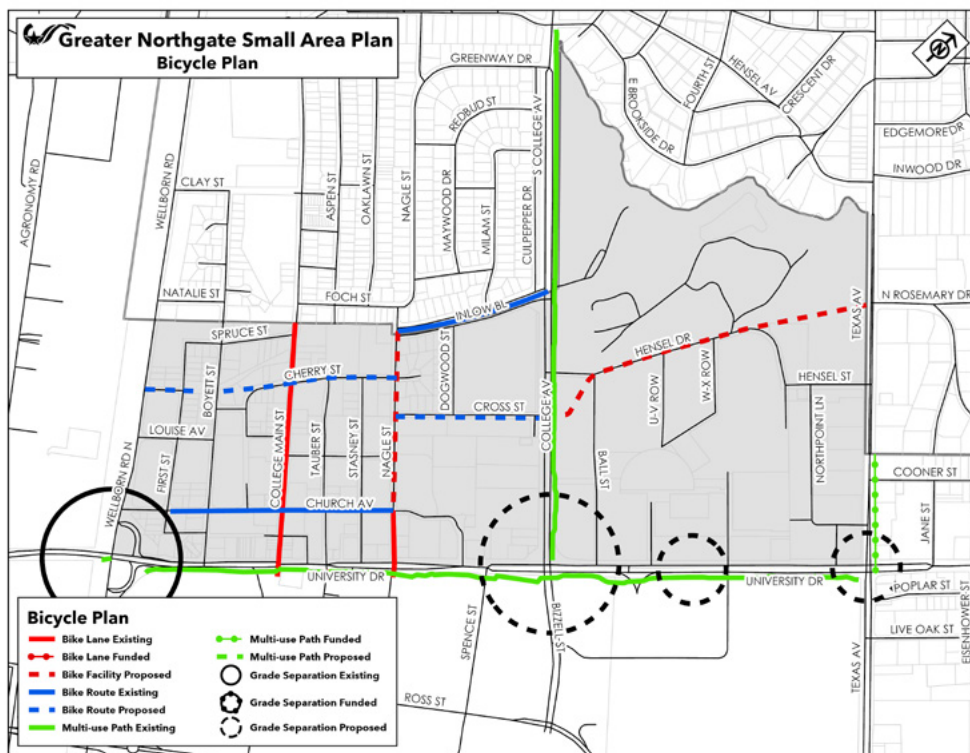 Greater Northgate Small Area Plan
Bicycle Plan
N
GREENWAY DR
REDBUD ST
S COLLEGE AV
E BROOKSIDE DR
FOURTH ST
HENSEL AV
CRESCENT DR
EDGEMORE DR
INWOOD DR
AGRONOMY RD
WELLBORN RD
CLAY ST
ASPEN ST
OAKLAWN ST
NAGLE ST
MAYWOOD DR
MILAM ST
CULPEPPER DR
NATALIE ST
FOCH ST
INLOW BL
TEXAS AV
N ROSEMARY DR
SPRUCE ST
CHERRY ST
BOYETT ST
DOGWOOD ST
HENSEL DR
W-X ROW
U-V ROW
HENSEL ST
CROSS ST
COLLEGE AV
LOUISE AV
COLLEGE MAIN ST
TAUBER ST
STASNEY ST
NAGLE ST
BALL ST
NORTHPOINT LN
FIRST ST
WELLBORN RD N
CHURCH AV
COONER ST
JANE ST
UNIVERSITY DR
UNIVERSITY DR
POPLAR ST
LIVE OAK ST
EISENHOWER ST
SPENCE ST
BIZZELL ST
TEXAS AV
ROSS ST
Bicycle Plan
Bike Lane Existing
Bike Lane Funded
Bike Facility Proposed
Bike Route Existing
Bike Route Proposed
Multi-use Path Existing
Multi-use Path Funded
Multi-use Path Proposed
Grade Separation Existing
Grade Separation Funded
Grade Separation Proposed